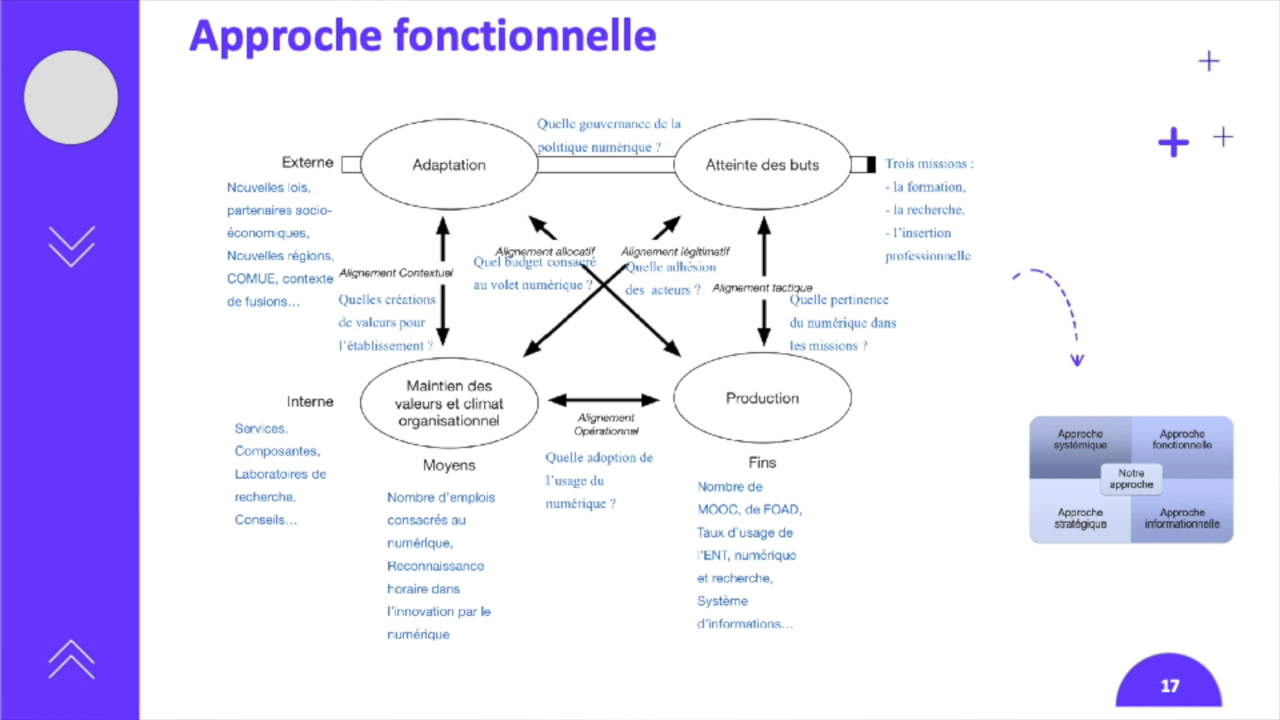 Approche fonctionnelle
Quelle gouvernance de la
politique numérique ?
Externe
Adaptation
Atteinte des buts
Nouvelles lois,
partenaires socio-
économiques,
Nouvelles régions,
COMUE, contexte
de fusions...
Trois missions :
- la formation,
- la recherche,
- l'insertion
professionnelle
Alignement allocatif
Quel budget consacré
au volet numérique ?
Alignement légitimatif
Quelle adhésion
des acteurs ?
Alignement Contextuel
Quelles créations
de valeurs pour
l'établissement ?
Alignement tactique
Quelle pertinence
du numérique dans
les missions ?
Interne
Maintien des
valeurs et climat
organisationnel
Production
Services,
Composantes,
Laboratoires de
recherche,
Conseils...
Alignement
Opérationnel
Quelle adoption de
l'usage du
numérique ?
Moyens
Nombre d'emplois
consacrés au
numérique,
Reconnaissance
horaire dans
l'innovation par le
numérique
Fins
Nombre de
MOOC, de FOAD,
Taux d'usage de
l'ENT, numérique
et recherche,
Système
d'informations...
Approche
systémique
Approche
fonctionnelle
Notre
approche
Approche
stratégique
Approche
informationnelle
17